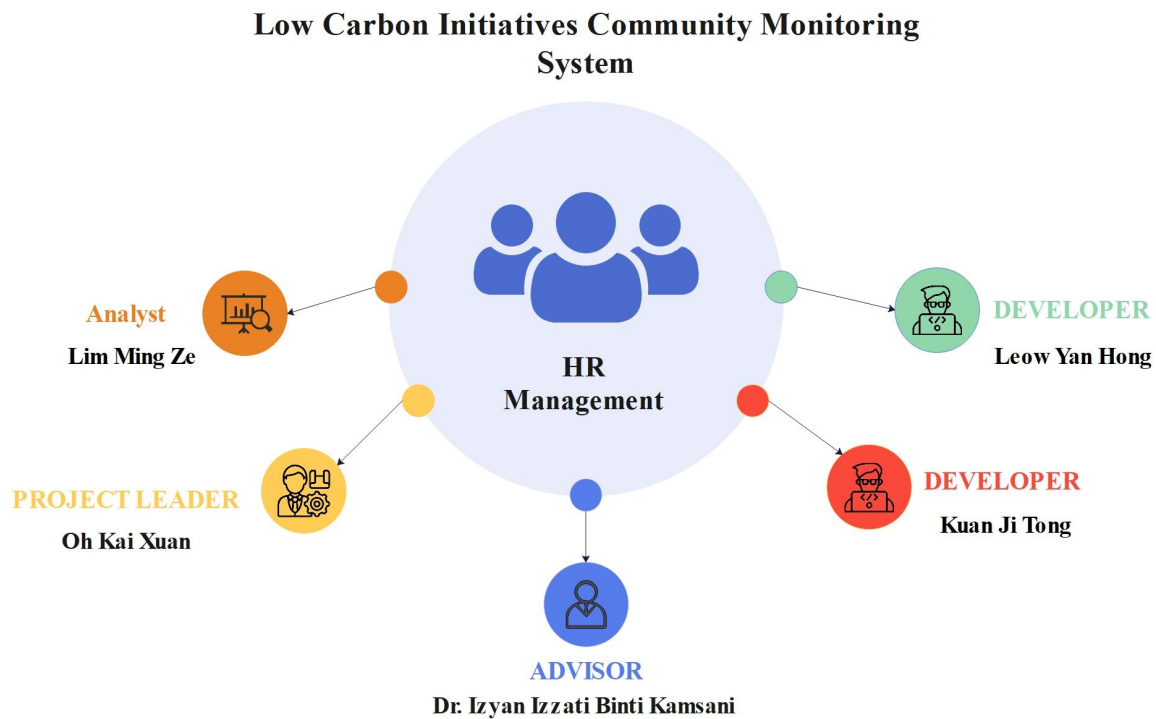 Low Carbon Initiatives Community Monitoring
System
HR
Management
Analyst
Lim Ming Ze
PROJECT LEADER
Oh Kai Xuan
ADVISOR
Dr. Izyan Izzati Binti Kamsani
DEVELOPER
Kuan Ji Tong
DEVELOPER
Leow Yan Hong